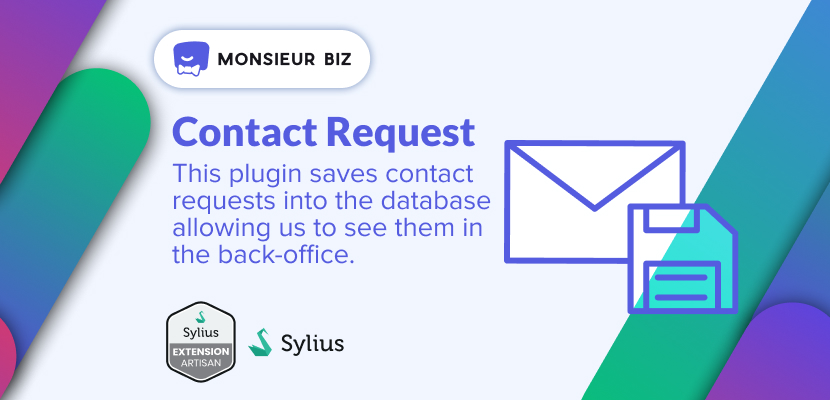 MONSIEUR BIZ
Contact Request
This plugin saves contact
requests into the database
allowing us to see them in
the back-office.
Sylius
EXTENSION
ARTISAN
Sylius